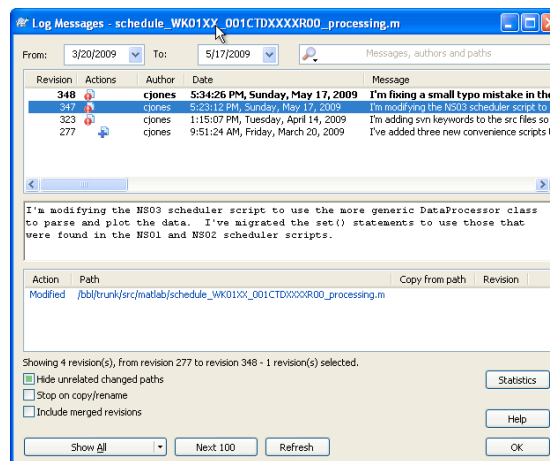 Log Messages - schedule_WK01XX_001CTDXXXXR00_processing.m
From: 3/20/2009 To: 5/17/2009 Messages, authors and paths
Revision Actions Author Date Message
348 cjones 5:34:26 PM, Sunday, May 17, 2009 I'm fixing a small typo mistake in the
347 cjones 5:23:12 PM, Sunday, May 17, 2009 I'm modifying the NS03 scheduler script to
323 cjones 1:15:07 PM, Tuesday, April 14, 2009 I'm adding svn keywords to the src files so
277 cjones 9:51:24 AM, Friday, March 20, 2009 I've added three new convenience scripts
I'm modifying the NS03 scheduler script to use the more generic DataProcessor class
to parse and plot the data. I've migrated the set() statements to use those that
were found in the NS01 and NS02 scheduler scripts.
Action Path Copy from path Revision
Modified /bbl/trunk/src/matlab/schedule_WK01XX_001CTDXXXXR00_processing.m
Showing 4 revision(s), from revision 277 to revision 348 - 1 revision(s) selected.
Hide unrelated changed paths
Statistics
Stop on copy/rename
Include merged revisions
Help
Show All Next 100 Refresh OK